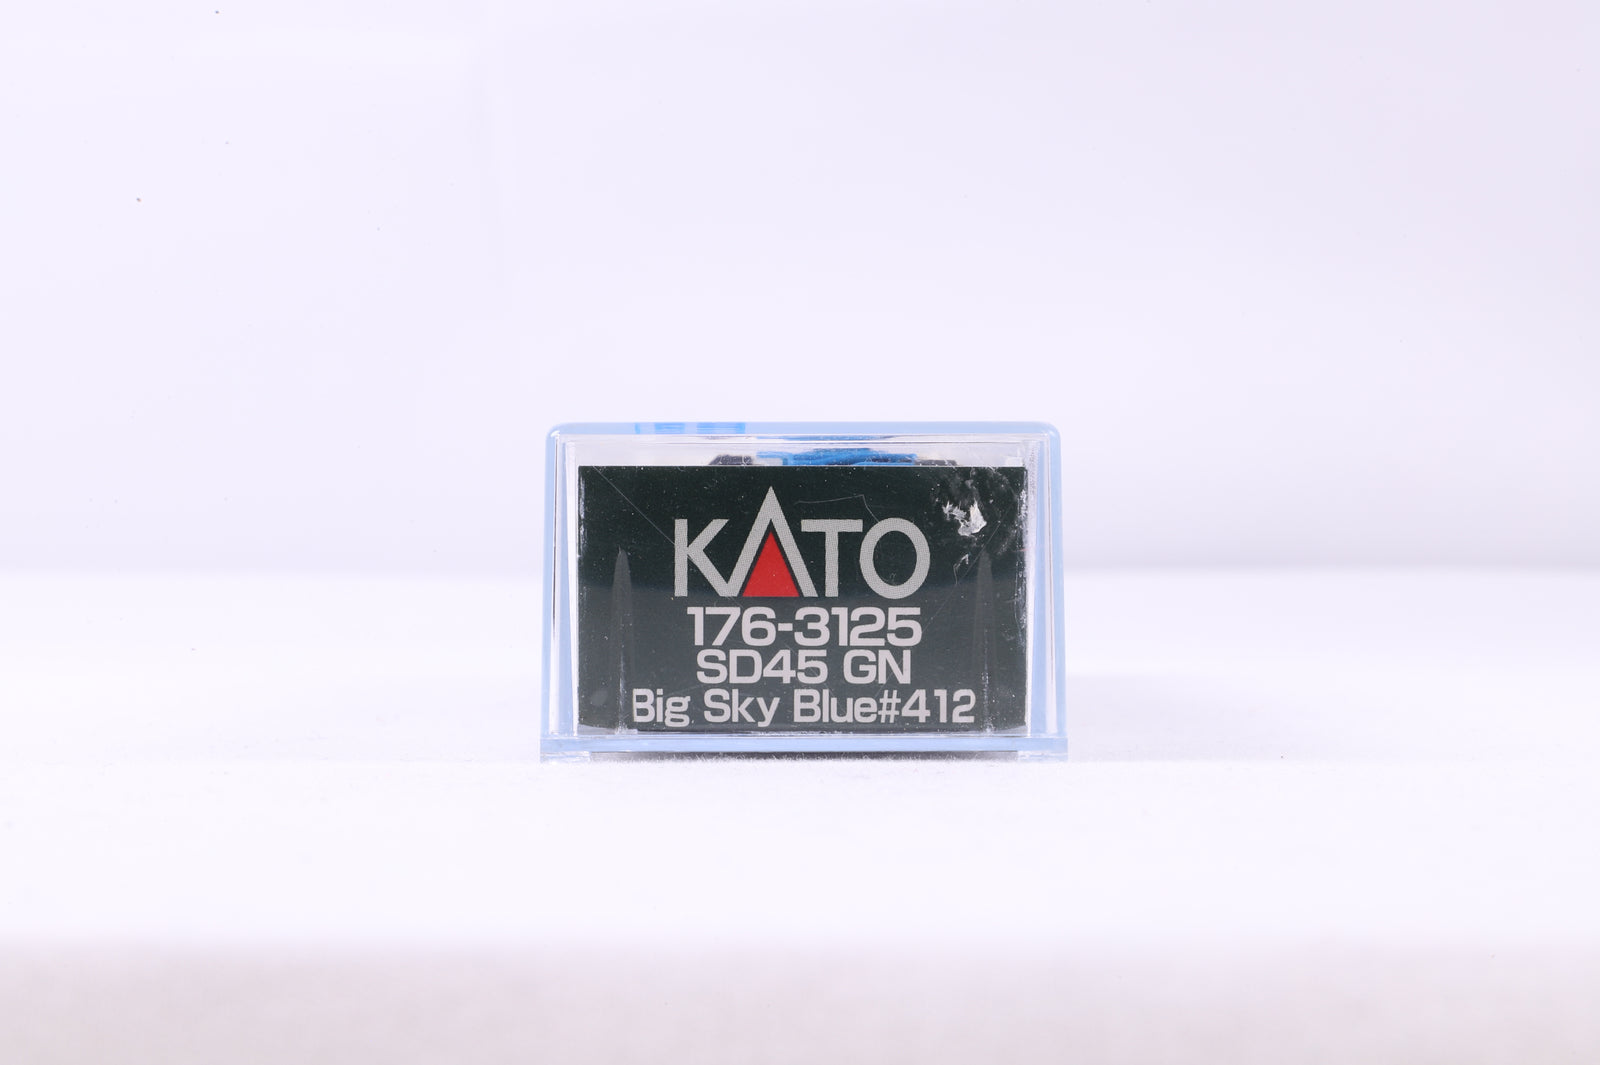 KATO
176-3125
SD45 GN
Big Sky Blue#412